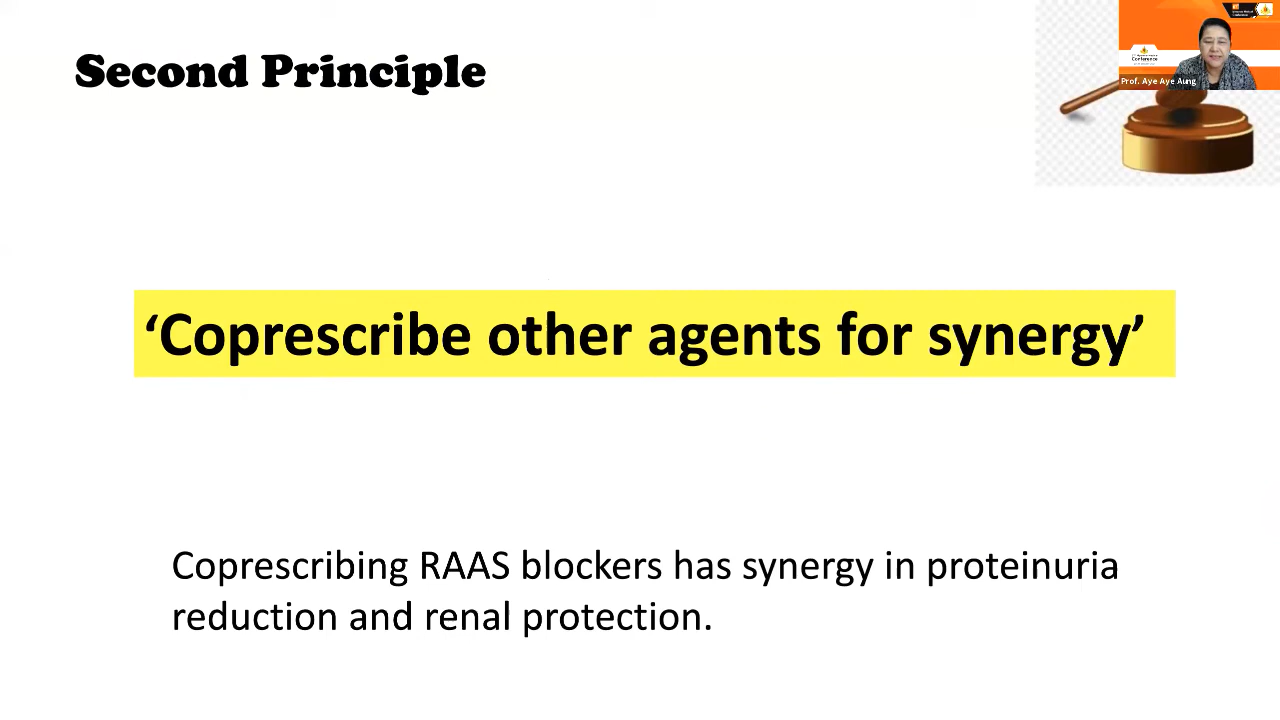 Second Principle
Conference
Prof. Aye Aye Aung
‘Coprescribe other agents for synergy’
Coprescribing RAAS blockers has synergy in proteinuria
reduction and renal protection.